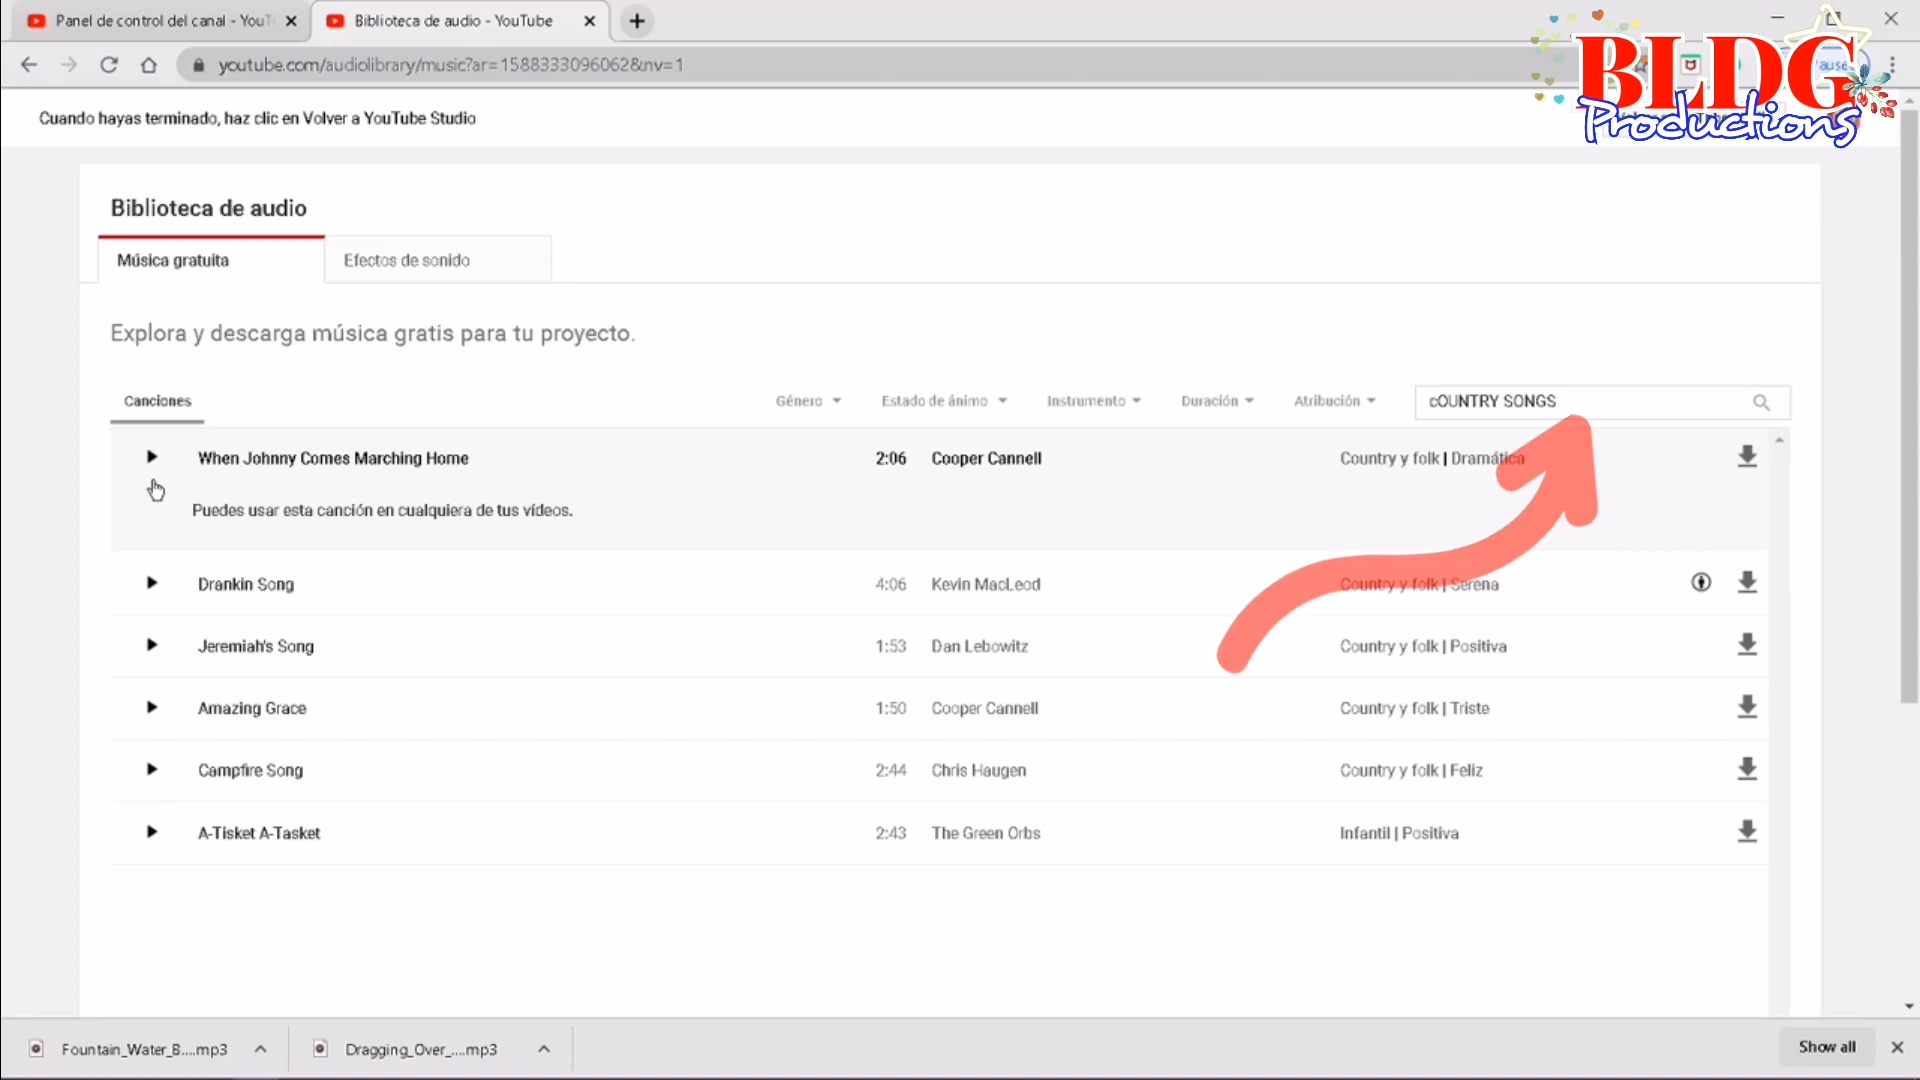 Panel de control del canal - YouT
Biblioteca de audio - YouTube
youtube.com/audiolibrary/music?ar=1588333096062&nv=1
BLDG
Productions
Cuando hayas terminado, haz clic en Volver a YouTube Studio
Biblioteca de audio
Música gratuita
Efectos de sonido
Explora y descarga música gratis para tu proyecto.
Canciones Género Estado de ánimo Instrumento Duración Atribución cOUNTRY SONGS
When Johnny Comes Marching Home 2:06 Cooper Cannell Country y folk | Dramática
Puedes usar esta canción en cualquiera de tus vídeos.
Drankin Song 4:06 Kevin MacLeod Country y folk | Serena
Jeremiah's Song 1:53 Dan Lebowitz Country y folk | Positiva
Amazing Grace 1:50 Cooper Cannell Country y folk | Triste
Campfire Song 2:44 Chris Haugen Country y folk | Feliz
A-Tisket A-Tasket 2:43 The Green Orbs Infantil | Positiva
Fountain_Water_B....mp3 Dragging_Over_....mp3 Show all